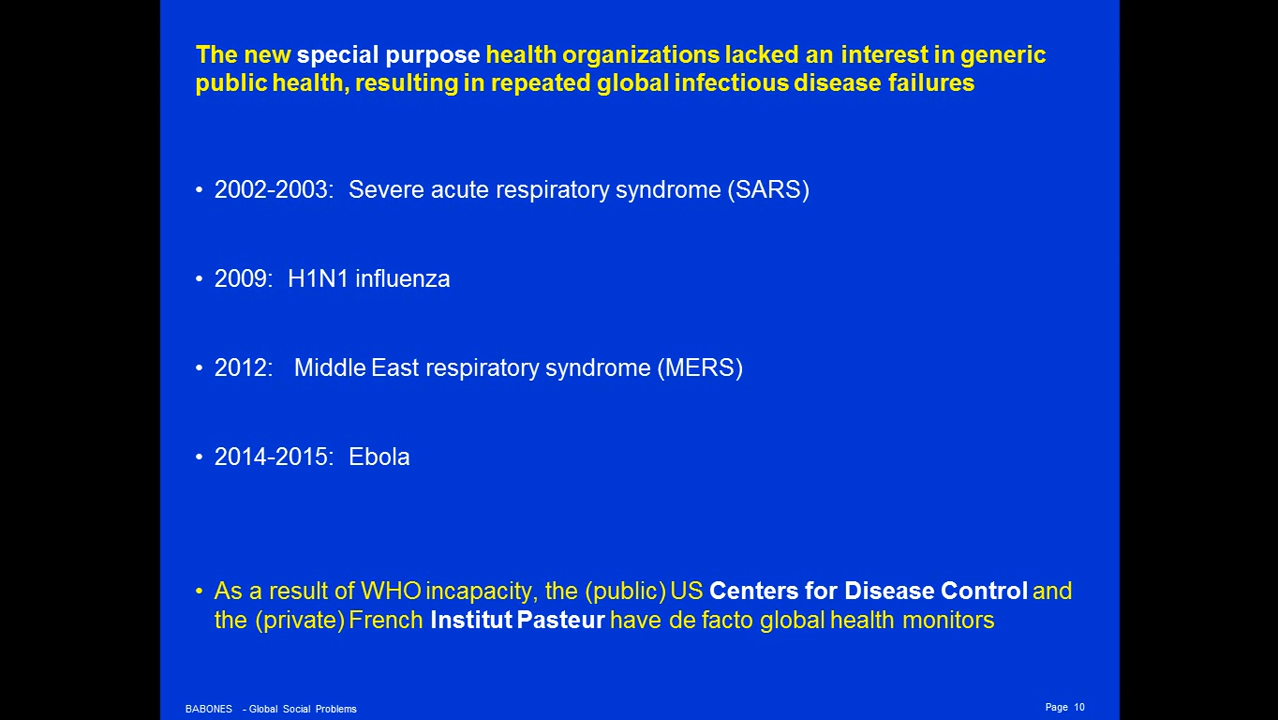 The new special purpose health organizations lacked an interest in generic
public health, resulting in repeated global infectious disease failures
• 2002-2003: Severe acute respiratory syndrome (SARS)
• 2009: H1N1 influenza
• 2012: Middle East respiratory syndrome (MERS)
• 2014-2015: Ebola
• As a result of WHO incapacity, the (public) US Centers for Disease Control and
the (private) French Institut Pasteur have de facto global health monitors
BABONES - Global Social Problems
Page 10